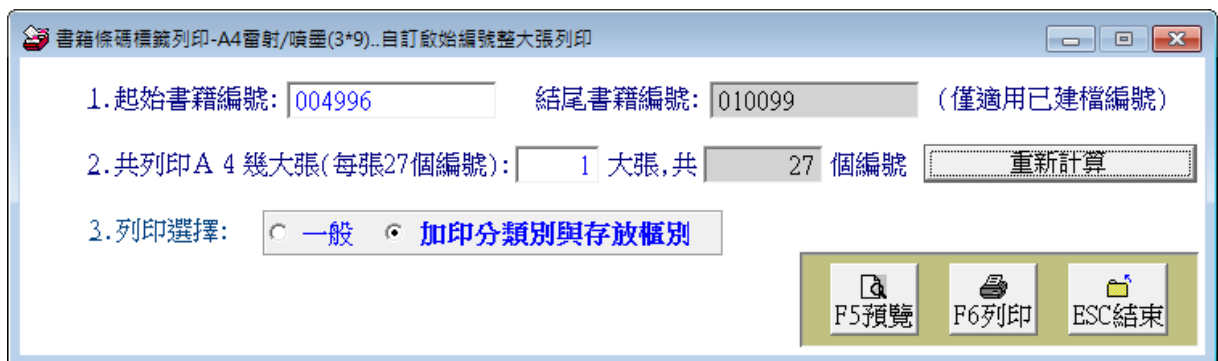 書籍條碼標籤列印-A4雷射/噴墨(3*9)..自訂啟始編號整大張列印
1.起始書籍編號: 004996 結尾書籍編號: 010099 (僅適用已建檔編號)
2.共列印A 4 幾大張(每張27個編號): 1 大張,共 27 個編號 重新計算
3.列印選擇: 一般 加印分類別與存放櫃別
F5預覽 F6列印 ESC結束